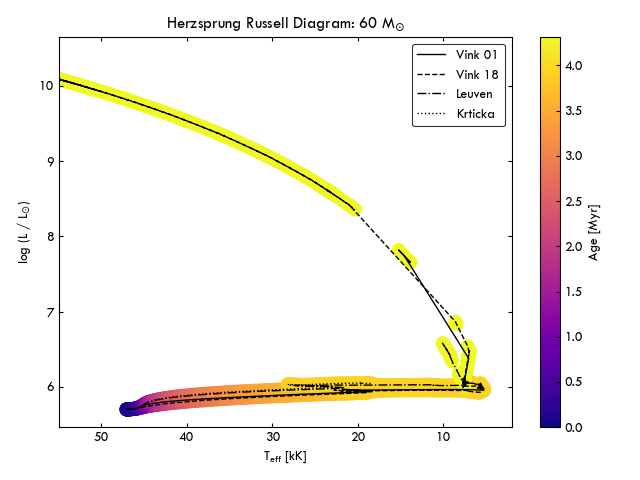 Herzsprung Russell Diagram: 60 M⊙
Vink 01
Vink 18
Leuven
Krticka
10
9
8
7
6
log (L / L⊙)
50
40
30
20
10
Teff [kK]
4.0
3.5
3.0
2.5
2.0
1.5
1.0
0.5
0.0
Age [Myr]